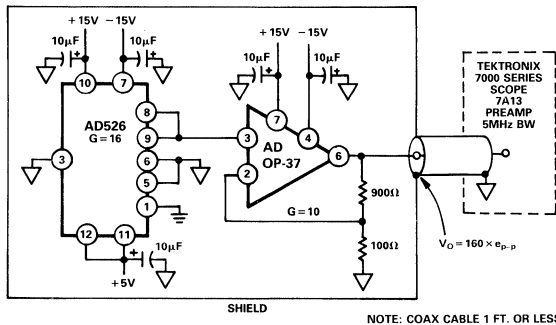 +15V −15V
10μF 10μF
10 7
AD526
G=16
8
9
6
5
1
3
12 11
10μF
+5V
+15V −15V
10μF 10μF
7
4
3
2
6
AD
OP-37
G=10
900Ω
100Ω
TEKTRONIX
7000 SERIES
SCOPE
7A13
PREAMP
5MHz BW
V_O = 160 × e_p–p
SHIELD
NOTE: COAX CABLE 1 FT. OR LESS